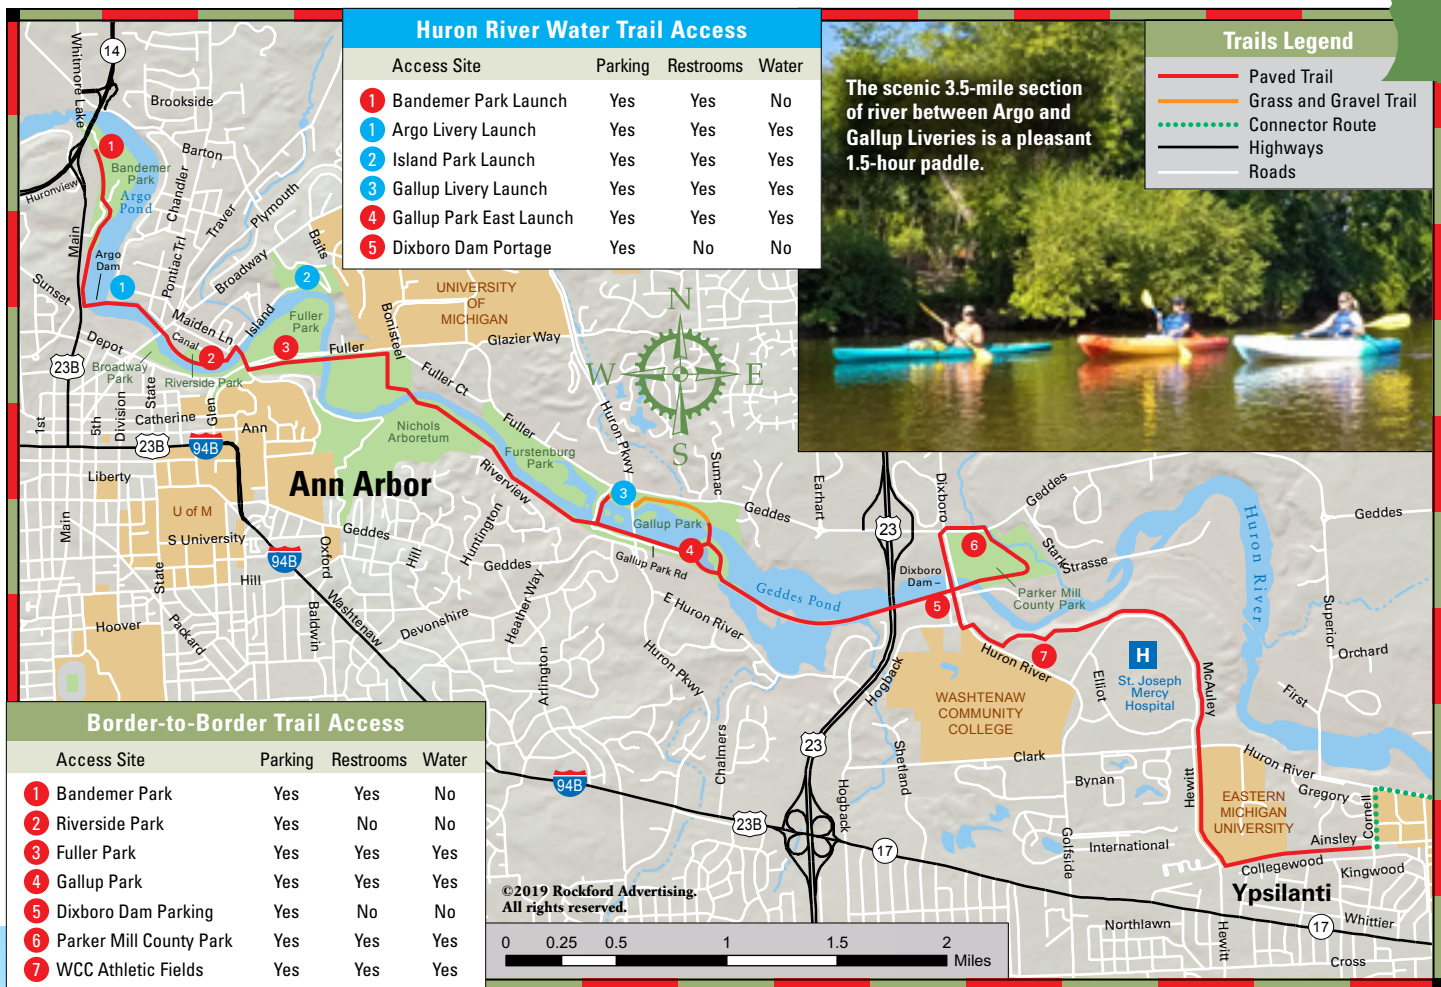 Huron River Water Trail Access
Access Site Parking Restrooms Water
1 Bandemer Park Launch Yes Yes No
1 Argo Livery Launch Yes Yes Yes
2 Island Park Launch Yes Yes Yes
3 Gallup Livery Launch Yes Yes Yes
4 Gallup Park East Launch Yes Yes Yes
5 Dixboro Dam Portage Yes No No
The scenic 3.5-mile section
of river between Argo and
Gallup Liveries is a pleasant
1.5-hour paddle.
Trails Legend
Paved Trail
Grass and Gravel Trail
Connector Route
Highways
Roads
Whitmore Lake
14
Brookside
1
Barton
Bandemer
Park
Huronview
Argo
Pond
Chandler
Traver
Plymouth
Main
Argo
Dam
Pontiac Trl
Broadway
Baits
Sunset
1
2
UNIVERSITY
OF
MICHIGAN
Maiden Ln
Island
Fuller
Park
Bonisteel
Glazier Way
Depot
Canal
2
3
Fuller
23B
Broadway
Park
Riverside Park
Fuller Ct
N
W
E
S
1st
5th
Division
State
Catherine
Glen
Ann
Nichols
Arboretum
Fuller
Huron Pkwy
23B
94B
Furstenburg
Park
Sumac
Liberty
Ann Arbor
Riverview
3
Earhart
Dixboro
Geddes
Huron River
Geddes
Main
U of M
S University
Geddes
Huntington
Gallup Park
Geddes
23
6
Stark
Strasse
State
94B
Oxford
Hill
Hill
Geddes
4
Gallup Park Rd
Dixboro
Dam
Parker Mill
County Park
Geddes Pond
5
Hoover
Packard
Baldwin
Washtenaw
Devonshire
Heather Way
E Huron River
Superior
Huron River
7
H
St. Joseph
Mercy
Hospital
Orchard
Arlington
Huron Pkwy
Hogback
Elliot
McAuley
First
WASHTENAW
COMMUNITY
COLLEGE
23
Chalmers
Shetland
Clark
Huron River
94B
Hogback
Bynan
Hewitt
Gregory
EASTERN
MICHIGAN
UNIVERSITY
Cornell
23B
17
Golfside
International
Ainsley
Collegewood
Kingwood
Ypsilanti
Northlawn
Hewitt
17
Whittier
Cross
Border-to-Border Trail Access
Access Site Parking Restrooms Water
1 Bandemer Park Yes Yes No
2 Riverside Park Yes No No
3 Fuller Park Yes Yes Yes
4 Gallup Park Yes Yes Yes
5 Dixboro Dam Parking Yes No No
6 Parker Mill County Park Yes Yes Yes
7 WCC Athletic Fields Yes Yes Yes
©2019 Rockford Advertising.
All rights reserved.
0 0.25 0.5 1 1.5 2
Miles